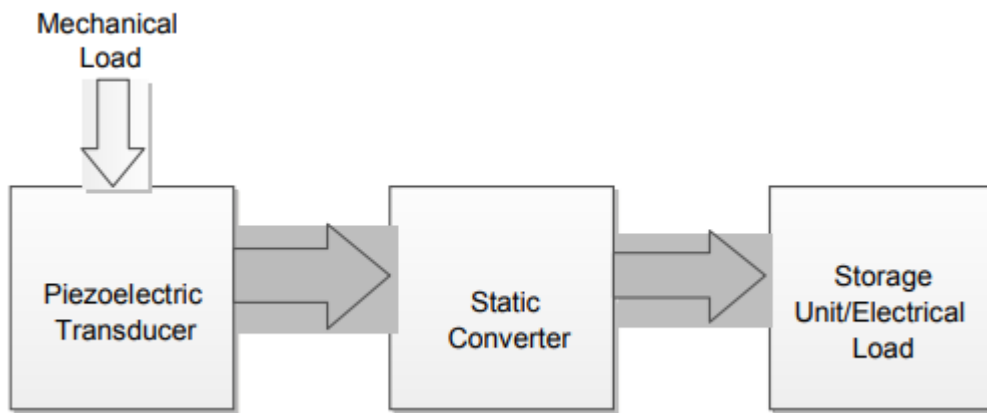 Mechanical
Load
Piezoelectric
Transducer
Static
Converter
Storage
Unit/Electrical
Load